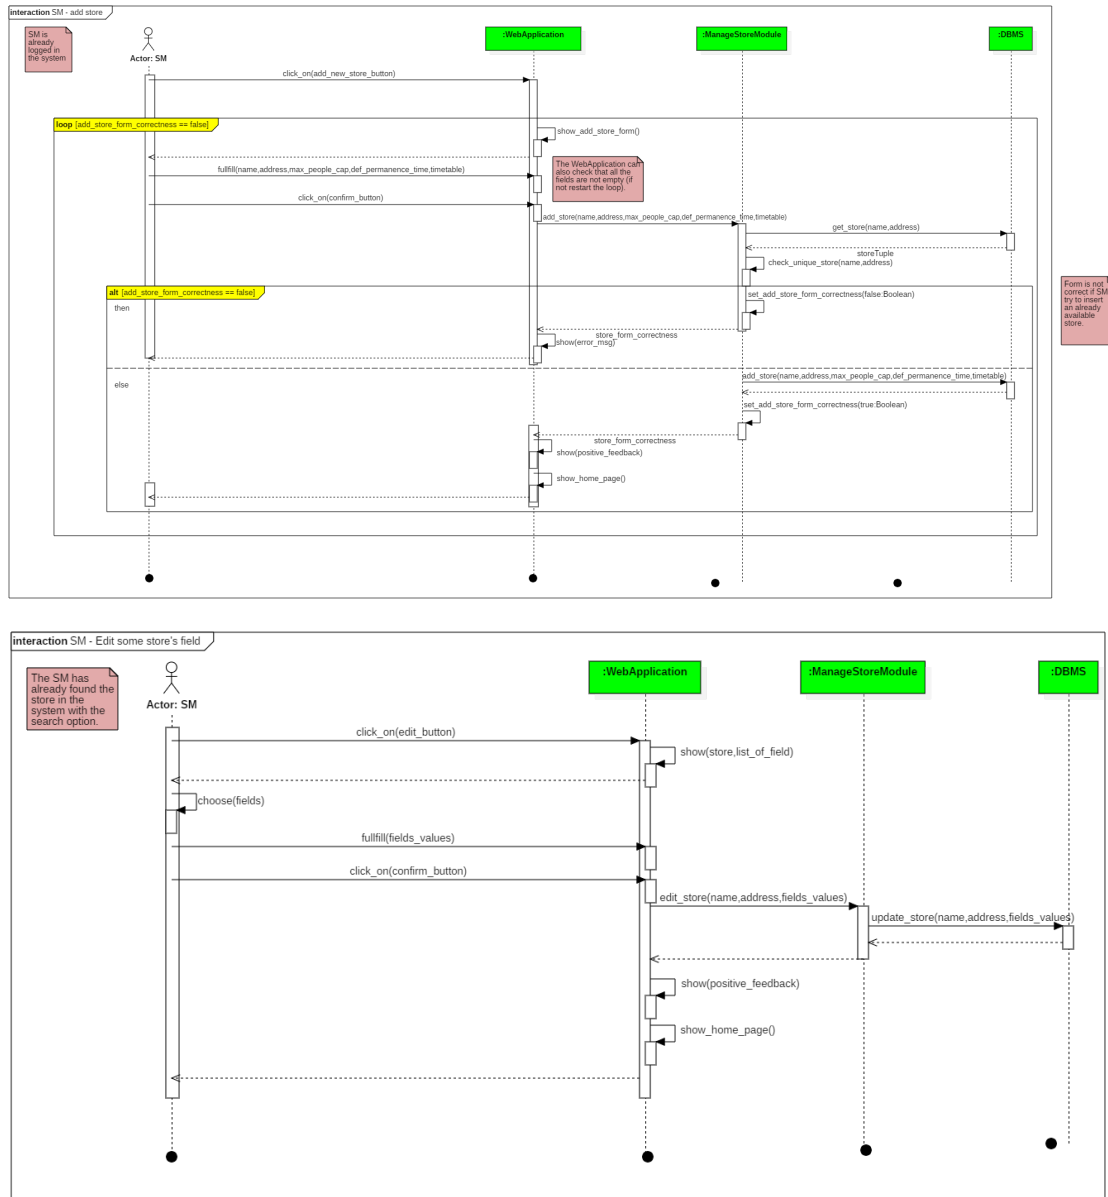 interaction SM - add store
SM is
already
logged in
the system
Actor: SM
:WebApplication
:ManageStoreModule
:DBMS
click_on(add_new_store_button)
loop [add_store_form_correctness == false]
show_add_store_form()
The WebApplication can
also check that all the
fields are not empty (if
not restart the loop).
fullfill(name,address,max_people_cap,def_permanence_time,timetable)
click_on(confirm_button)
add_store(name,address,max_people_cap,def_permanence_time,timetable)
get_store(name,address)
storeTuple
check_unique_store(name,address)
Form is not
correct if SM
try to insert
an already
available
store.
alt [add_store_form_correctness == false]
then
set_add_store_form_correctness(false:Boolean)
store_form_correctness
show(error_msg)
else
add_store(name,address,max_people_cap,def_permanence_time,timetable)
set_add_store_form_correctness(true:Boolean)
store_form_correctness
show(positive_feedback)
show_home_page()
interaction SM - Edit some store's field
The SM has
already found the
store in the
system with the
search option.
Actor: SM
:WebApplication
:ManageStoreModule
:DBMS
click_on(edit_button)
show(store,list_of_field)
choose(fields)
fullfill(fields_values)
click_on(confirm_button)
edit_store(name,address,fields_values)
update_store(name,address,fields_values)
show(positive_feedback)
show_home_page()